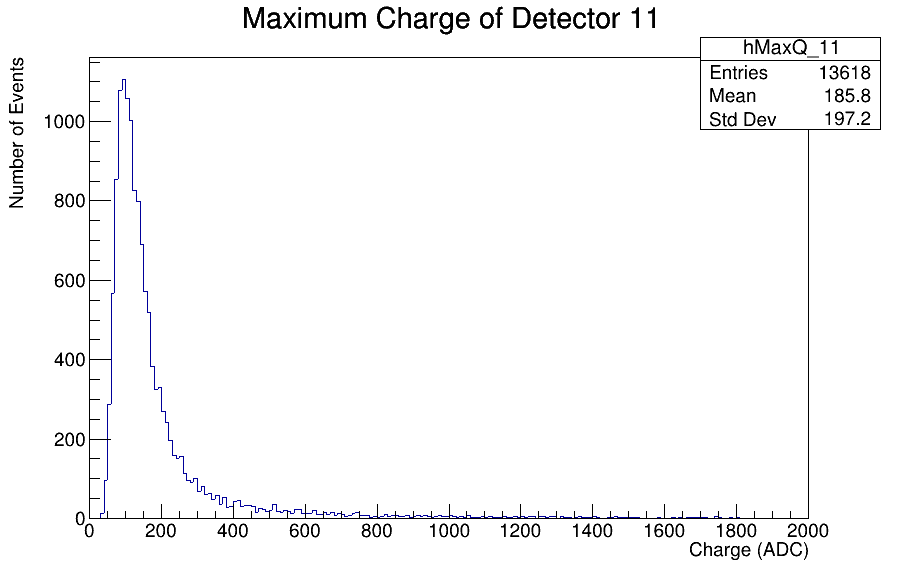 Maximum Charge of Detector 11
hMaxQ_11
Entries 13618
Mean 185.8
Std Dev 197.2
Number of Events
1000
800
600
400
200
0
0 200 400 600 800 1000 1200 1400 1600 1800 2000
Charge (ADC)